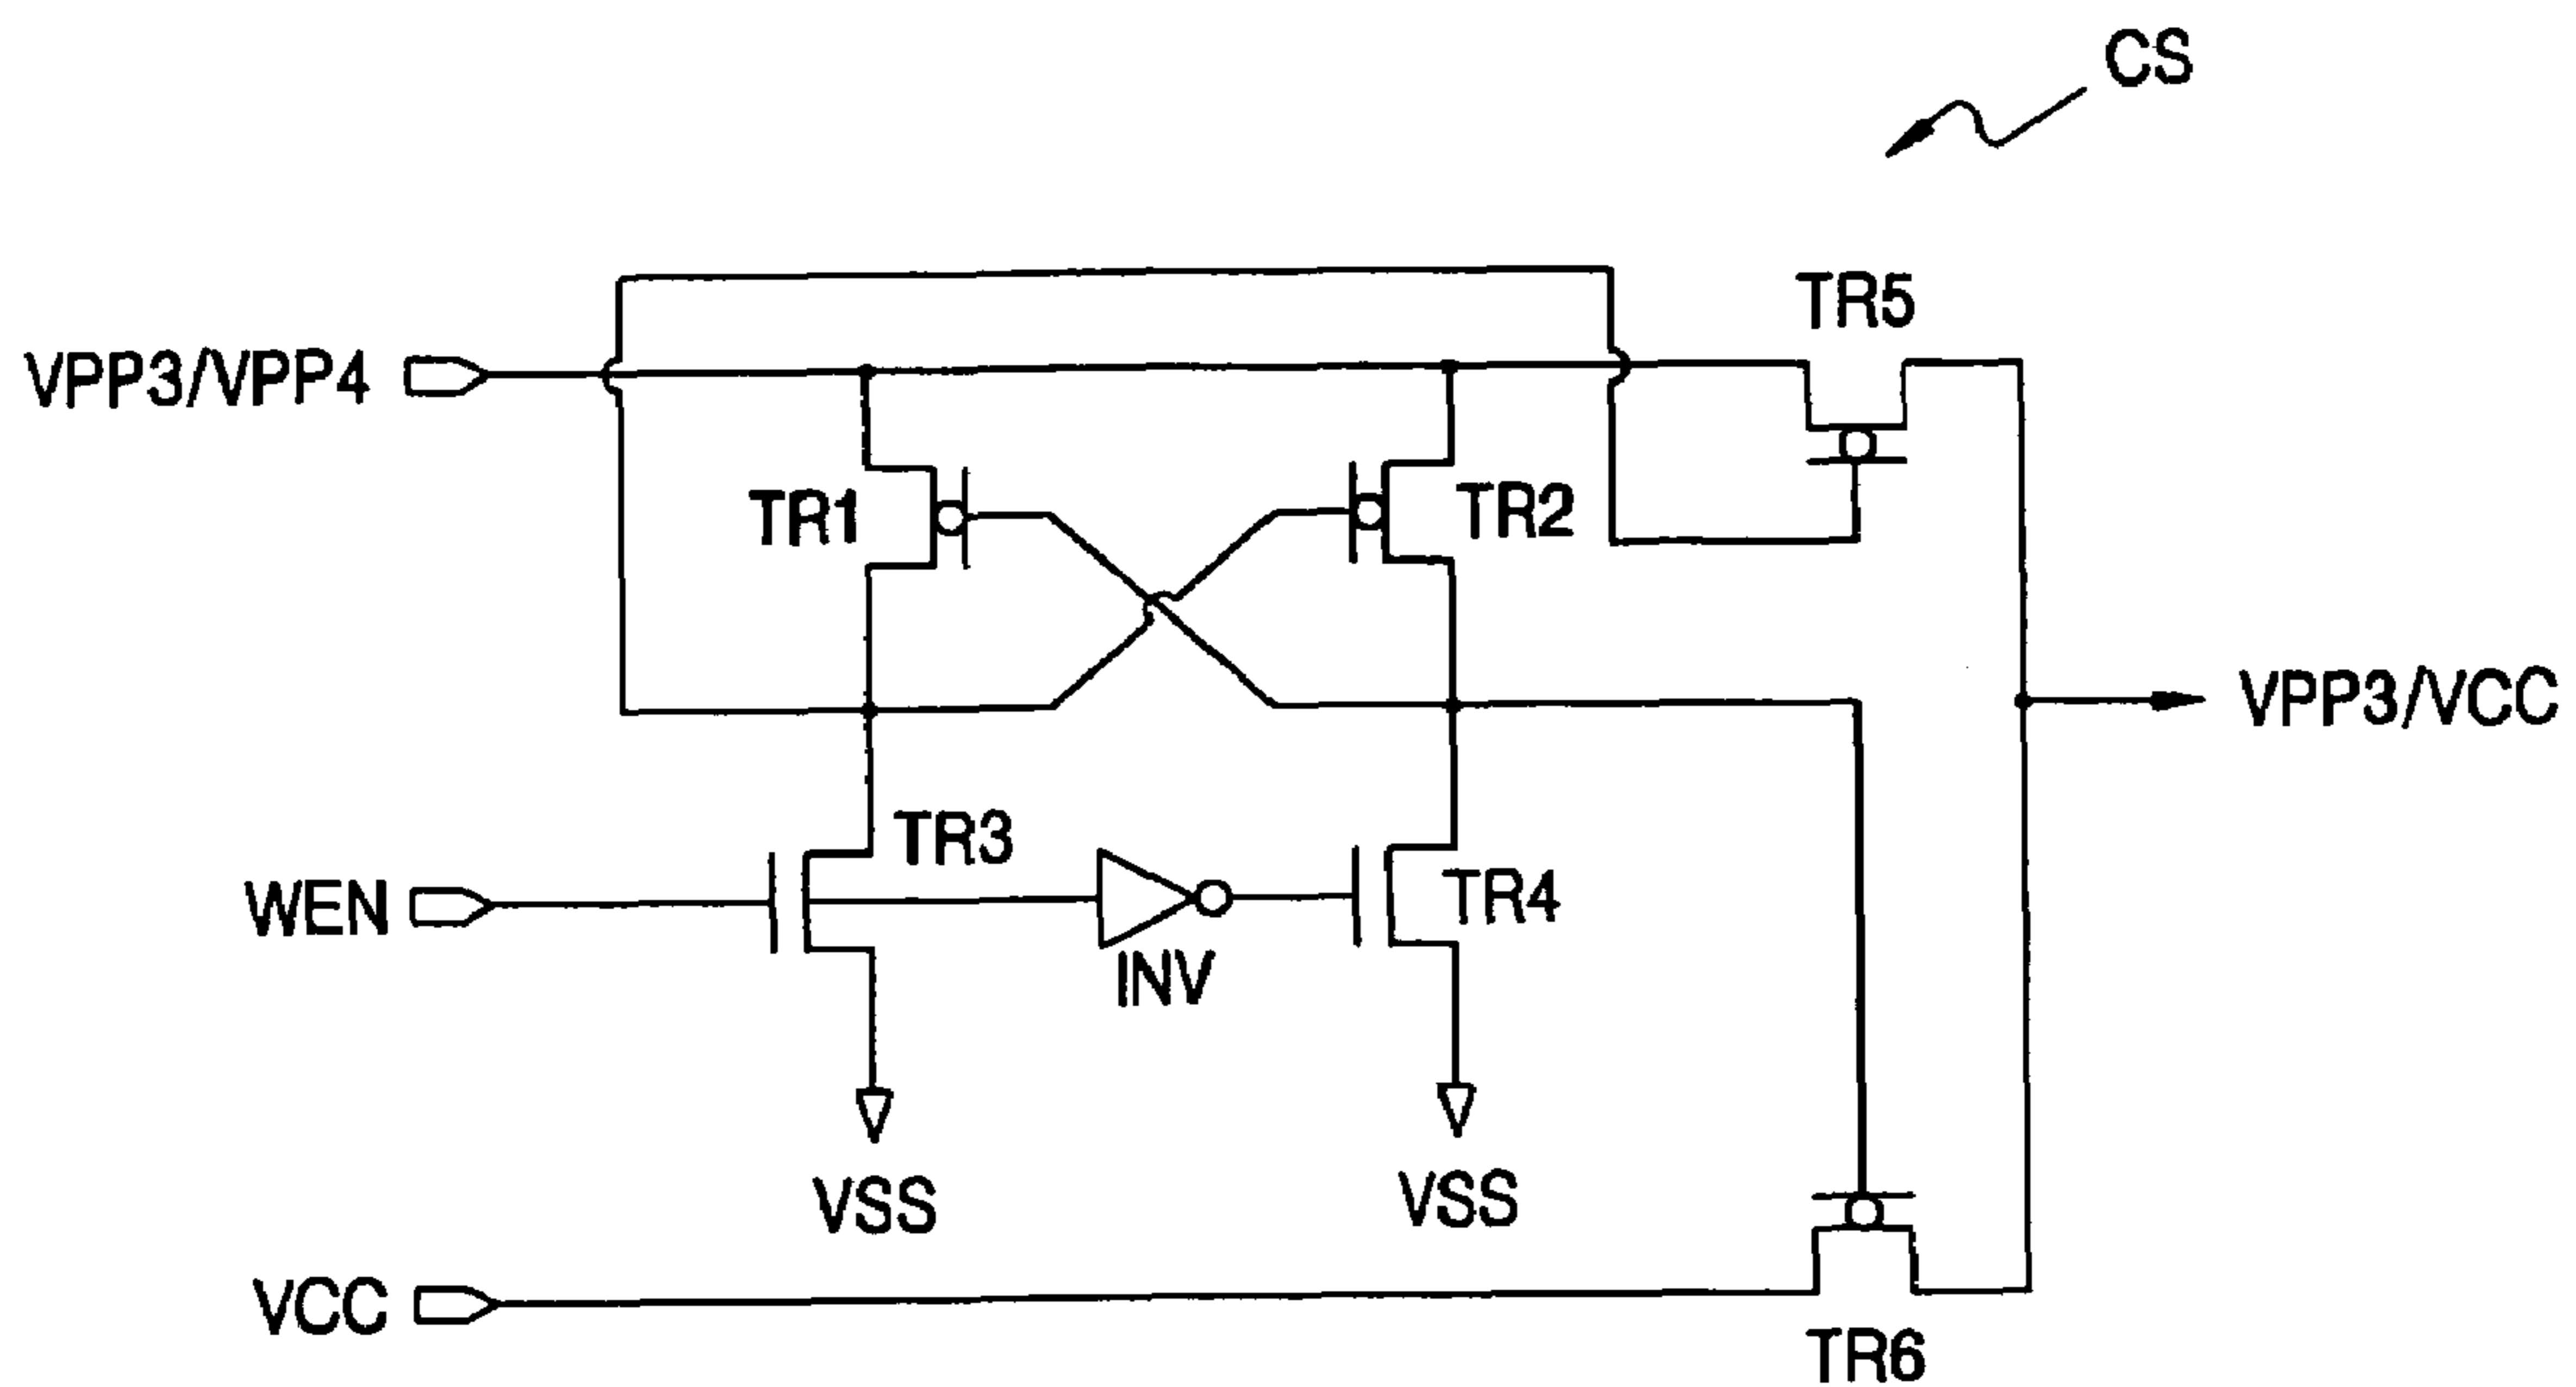 CS
TR5
VPP3/VPP4
TR1
TR2
VPP3/VCC
TR3
WEN
TR4
INV
VSS
VSS
VCC
TR6